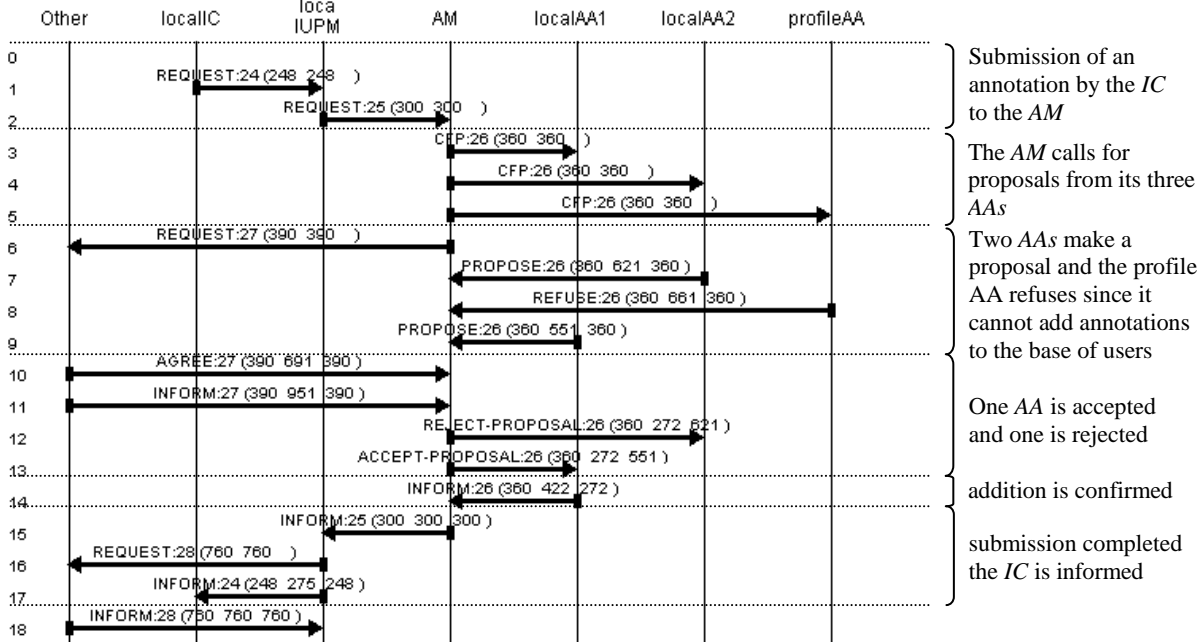 Other localIC loca IUPM AM localAA1 localAA2 profileAA
0
REQUEST:24 (248 248 )
1
REQUEST:25 (300 300 )
2
CFP:26 (360 360 )
3
CFP:26 (360 360 )
4
CFP:26 (360 360 )
5
REQUEST:27 (390 390 )
6
PROPOSE:26 (360 621 360 )
7
REFUSE:26 (360 661 360 )
8
PROPOSE:26 (360 551 360 )
9
AGREE:27 (390 691 390 )
10
INFORM:27 (390 951 390 )
11
REJECT-PROPOSAL:26 (360 272 621 )
12
ACCEPT-PROPOSAL:26 (360 272 551 )
13
INFORM:26 (360 422 272 )
14
INFORM:25 (300 300 300 )
15
REQUEST:28 (760 760 )
16
INFORM:24 (248 275 248 )
17
INFORM:28 (760 760 760 )
18
Submission of an
annotation by the IC
to the AM
The AM calls for
proposals from its three
AAs
Two AAs make a
proposal and the profile
AA refuses since it
cannot add annotations
to the base of users
One AA is accepted
and one is rejected
addition is confirmed
submission completed
the IC is informed